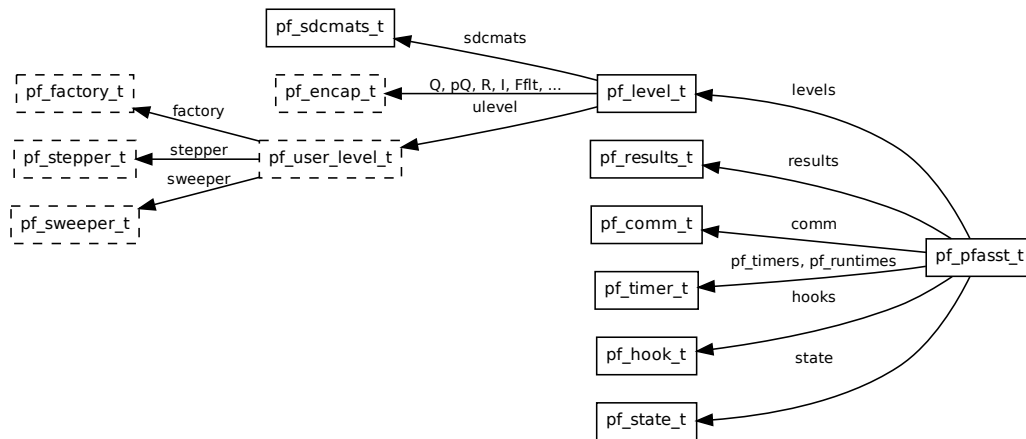 pf_sdcmats_t
sdcmats
pf_factory_t
pf_encap_t
Q, pQ, R, I, Fflt, ...
pf_level_t
levels
factory
ulevel
pf_stepper_t
stepper
pf_user_level_t
pf_results_t
results
sweeper
pf_sweeper_t
pf_comm_t
comm
pf_pfasst_t
pf_timers, pf_runtimes
pf_timer_t
hooks
pf_hook_t
state
pf_state_t